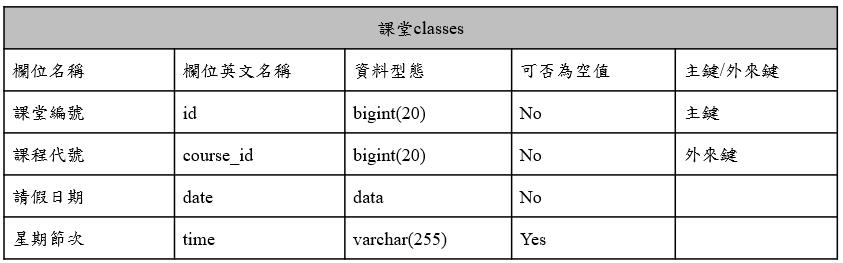 課堂classes
欄位名稱 欄位英文名稱 資料型態 可否為空值 主鍵/外來鍵
課堂編號 id bigint(20) No 主鍵
課程代號 course_id bigint(20) No 外來鍵
請假日期 date data No
星期節次 time varchar(255) Yes